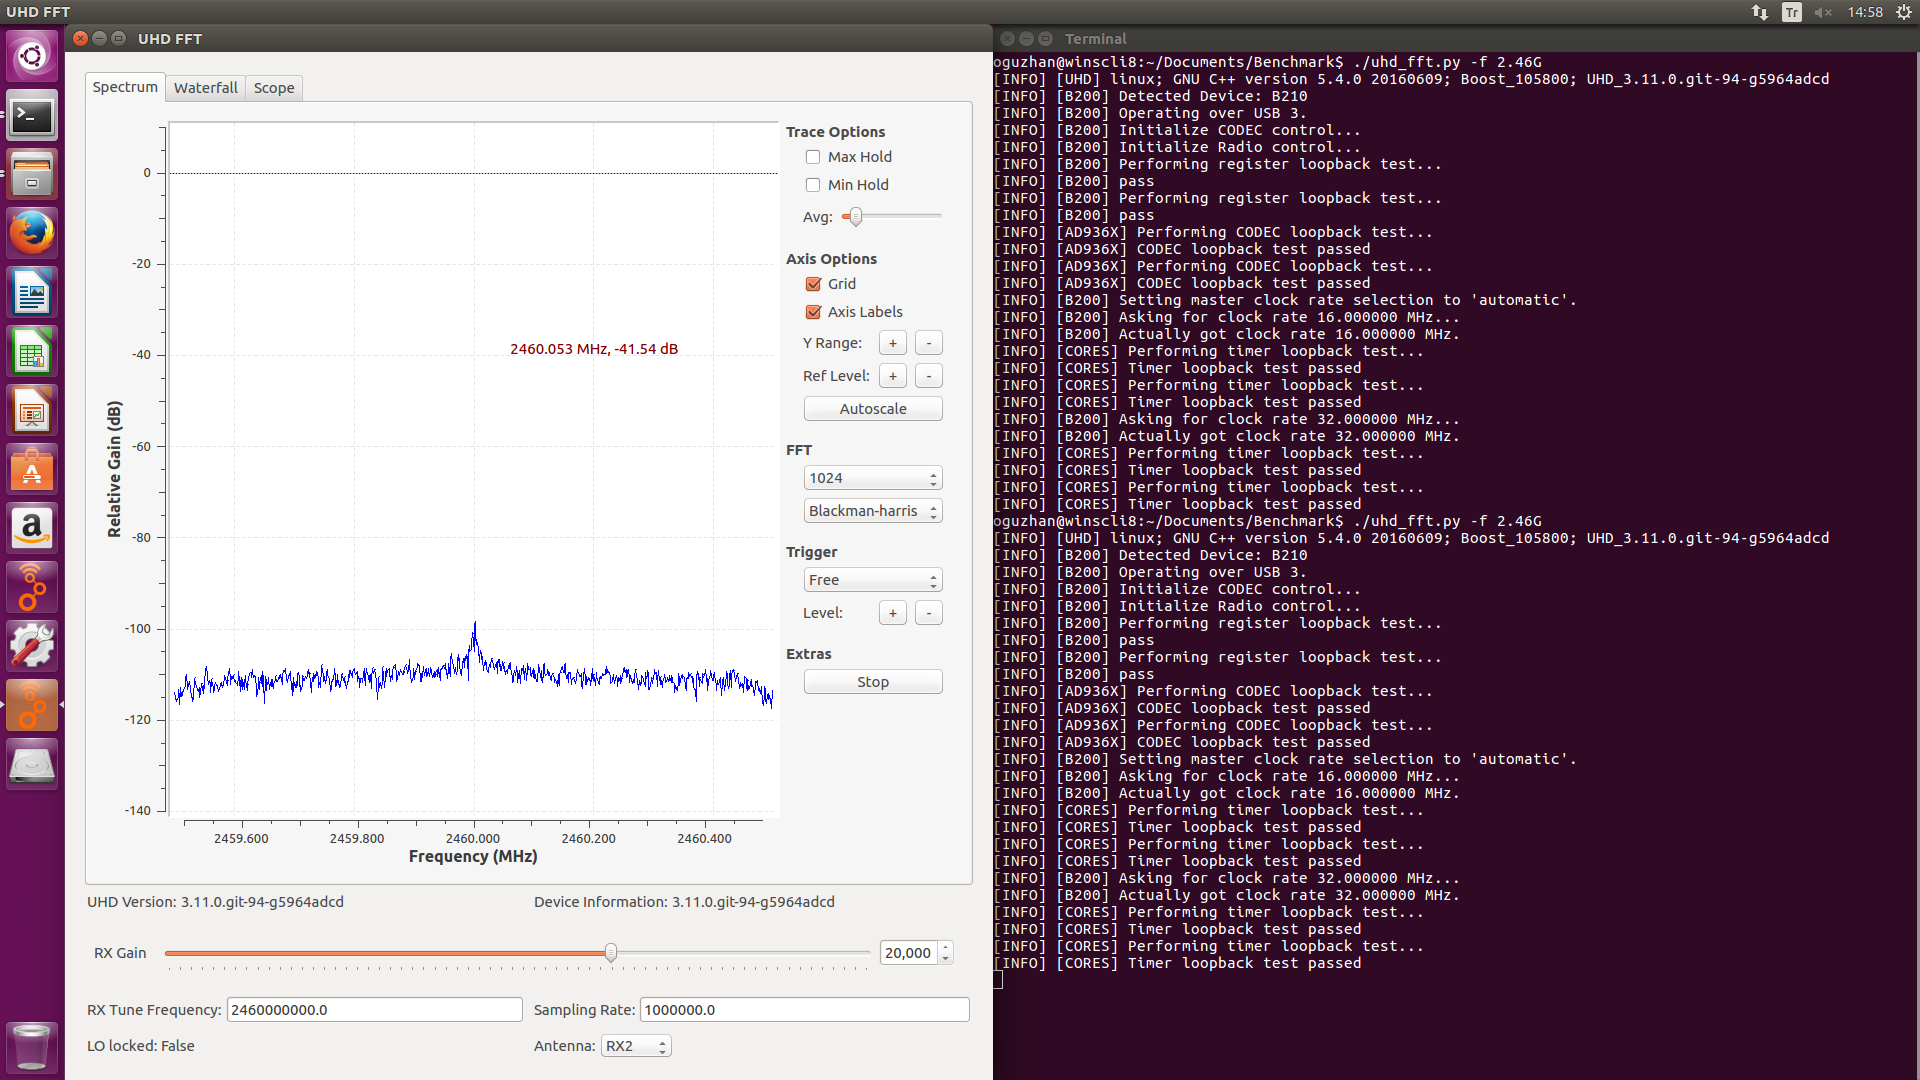 UHD FFT
Tr
14:58
UHD FFT
Spectrum
Waterfall
Scope
0
-20
-40
-60
-80
-100
-120
-140
Relative Gain (dB)
2460.053 MHz, -41.54 dB
2459.600
2459.800
2460.000
2460.200
2460.400
Frequency (MHz)
Trace Options
Max Hold
Min Hold
Avg:
Axis Options
Grid
Axis Labels
Y Range:
+
-
Ref Level:
+
-
Autoscale
FFT
1024
Blackman-harris
Trigger
Free
Level:
+
-
Extras
Stop
UHD Version: 3.11.0.git-94-g5964adcd
Device Information: 3.11.0.git-94-g5964adcd
RX Gain
20,000
RX Tune Frequency: 2460000000.0
Sampling Rate: 1000000.0
LO locked: False
Antenna: RX2
Terminal
oguzhan@winscli8:~/Documents/Benchmark$ ./uhd_fft.py -f 2.46G
[INFO] [UHD] linux; GNU C++ version 5.4.0 20160609; Boost_105800; UHD_3.11.0.git-94-g5964adcd
[INFO] [B200] Detected Device: B210
[INFO] [B200] Operating over USB 3.
[INFO] [B200] Initialize CODEC control...
[INFO] [B200] Initialize Radio control...
[INFO] [B200] Performing register loopback test...
[INFO] [B200] pass
[INFO] [B200] Performing register loopback test...
[INFO] [B200] pass
[INFO] [AD936X] Performing CODEC loopback test...
[INFO] [AD936X] CODEC loopback test passed
[INFO] [AD936X] Performing CODEC loopback test...
[INFO] [AD936X] CODEC loopback test passed
[INFO] [B200] Setting master clock rate selection to 'automatic'.
[INFO] [B200] Asking for clock rate 16.000000 MHz...
[INFO] [B200] Actually got clock rate 16.000000 MHz.
[INFO] [CORES] Performing timer loopback test...
[INFO] [CORES] Timer loopback test passed
[INFO] [CORES] Performing timer loopback test...
[INFO] [CORES] Timer loopback test passed
[INFO] [B200] Asking for clock rate 32.000000 MHz...
[INFO] [B200] Actually got clock rate 32.000000 MHz.
[INFO] [CORES] Performing timer loopback test...
[INFO] [CORES] Timer loopback test passed
[INFO] [CORES] Performing timer loopback test...
[INFO] [CORES] Timer loopback test passed
oguzhan@winscli8:~/Documents/Benchmark$ ./uhd_fft.py -f 2.46G
[INFO] [UHD] linux; GNU C++ version 5.4.0 20160609; Boost_105800; UHD_3.11.0.git-94-g5964adcd
[INFO] [B200] Detected Device: B210
[INFO] [B200] Operating over USB 3.
[INFO] [B200] Initialize CODEC control...
[INFO] [B200] Initialize Radio control...
[INFO] [B200] Performing register loopback test...
[INFO] [B200] pass
[INFO] [B200] Performing register loopback test...
[INFO] [B200] pass
[INFO] [AD936X] Performing CODEC loopback test...
[INFO] [AD936X] CODEC loopback test passed
[INFO] [AD936X] Performing CODEC loopback test...
[INFO] [AD936X] CODEC loopback test passed
[INFO] [B200] Setting master clock rate selection to 'automatic'.
[INFO] [B200] Asking for clock rate 16.000000 MHz...
[INFO] [B200] Actually got clock rate 16.000000 MHz.
[INFO] [CORES] Performing timer loopback test...
[INFO] [CORES] Timer loopback test passed
[INFO] [CORES] Performing timer loopback test...
[INFO] [CORES] Timer loopback test passed
[INFO] [B200] Asking for clock rate 32.000000 MHz...
[INFO] [B200] Actually got clock rate 32.000000 MHz.
[INFO] [CORES] Performing timer loopback test...
[INFO] [CORES] Timer loopback test passed
[INFO] [CORES] Performing timer loopback test...
[INFO] [CORES] Timer loopback test passed